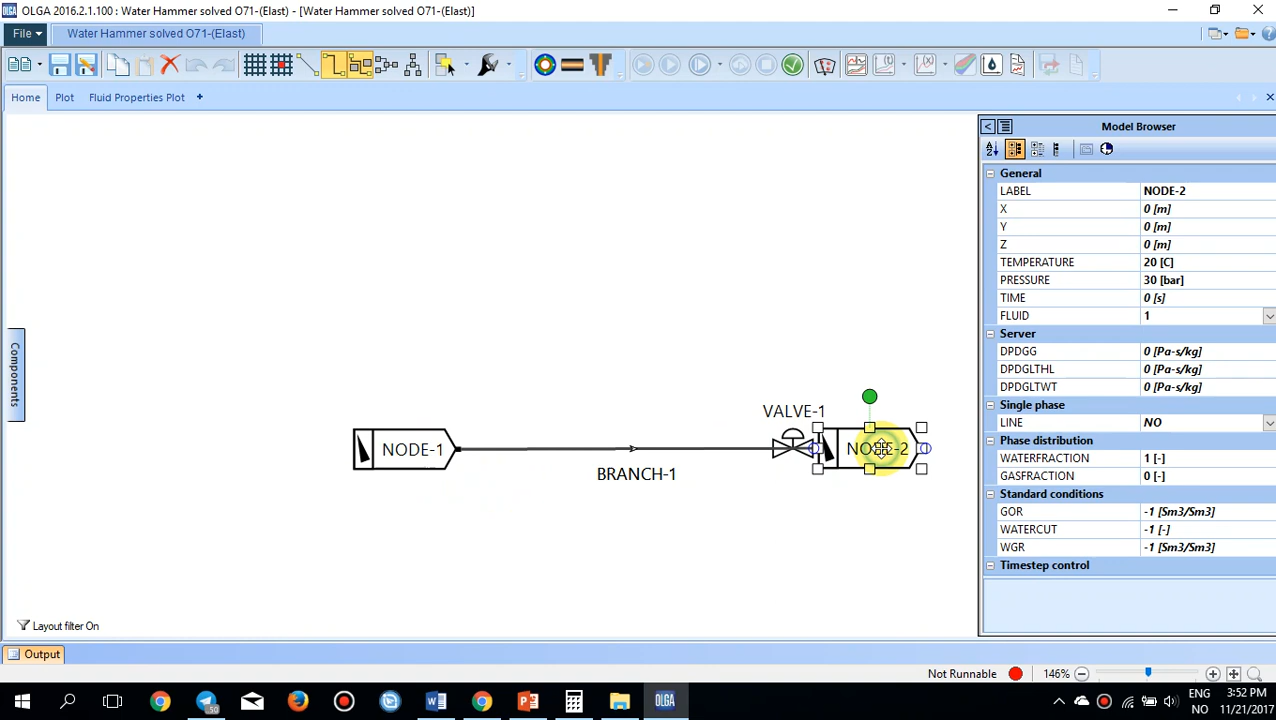 OLGA 2016.2.1.100 : Water Hammer solved O71-(Elast) - [Water Hammer solved O71-(Elast)]
File
Water Hammer solved O71-(Elast)
Home
Plot
Fluid Properties Plot
+
Model Browser
General
LABEL NODE-2
X 0 [m]
Y 0 [m]
Z 0 [m]
TEMPERATURE 20 [C]
PRESSURE 30 [bar]
TIME 0 [s]
FLUID 1
Server
DPDGG 0 [Pa-s/kg]
DPDGLTHL 0 [Pa-s/kg]
DPDGLTWT 0 [Pa-s/kg]
Single phase
LINE NO
Phase distribution
WATERFRACTION 1 [-]
GASFRACTION 0 [-]
Standard conditions
GOR -1 [Sm3/Sm3]
WATERCUT -1 [-]
WGR -1 [Sm3/Sm3]
Timestep control
Components
VALVE-1
NODE-1
BRANCH-1
Layout filter On
Output
Not Runnable
146%
ENG 3:52 PM
NO 11/21/2017